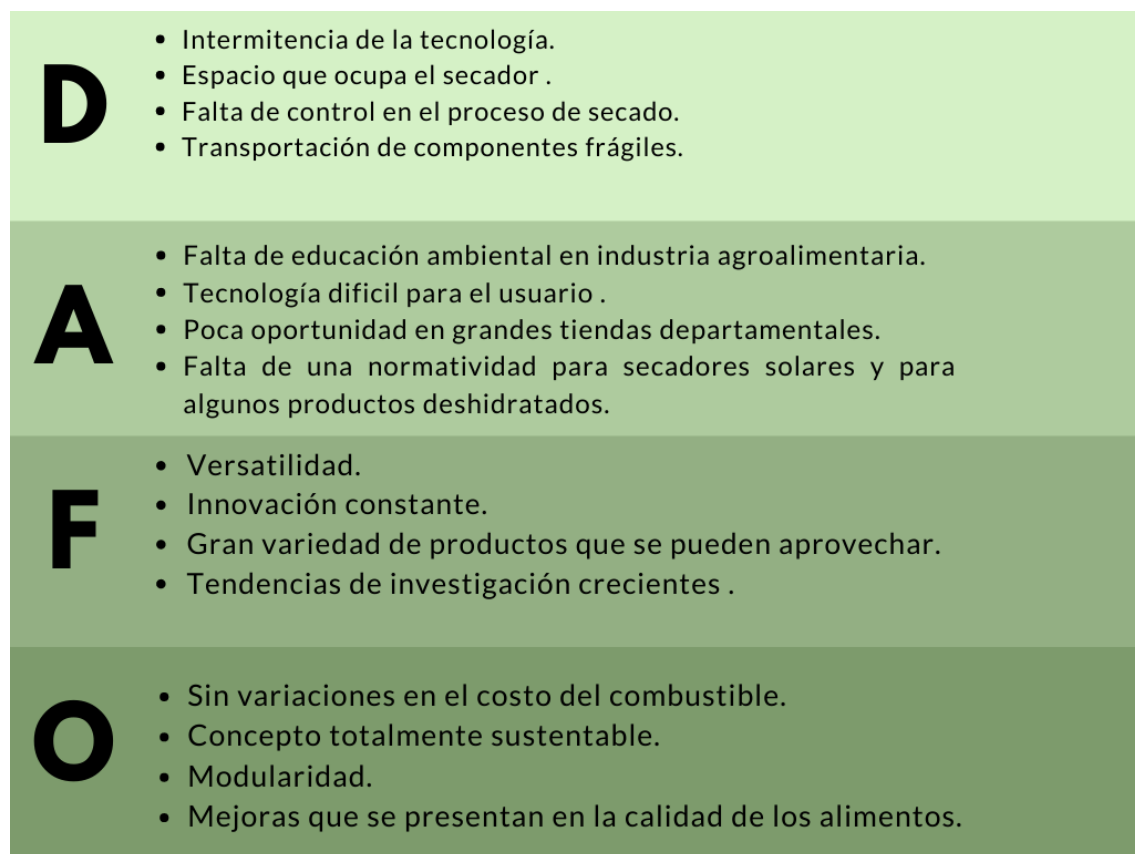 D
• Intermitencia de la tecnología.
• Espacio que ocupa el secador .
• Falta de control en el proceso de secado.
• Transportación de componentes frágiles.
A
• Falta de educación ambiental en industria agroalimentaria.
• Tecnología dificil para el usuario .
• Poca oportunidad en grandes tiendas departamentales.
• Falta de una normatividad para secadores solares y para
algunos productos deshidratados.
F
• Versatilidad.
• Innovación constante.
• Gran variedad de productos que se pueden aprovechar.
• Tendencias de investigación crecientes .
O
• Sin variaciones en el costo del combustible.
• Concepto totalmente sustentable.
• Modularidad.
• Mejoras que se presentan en la calidad de los alimentos.